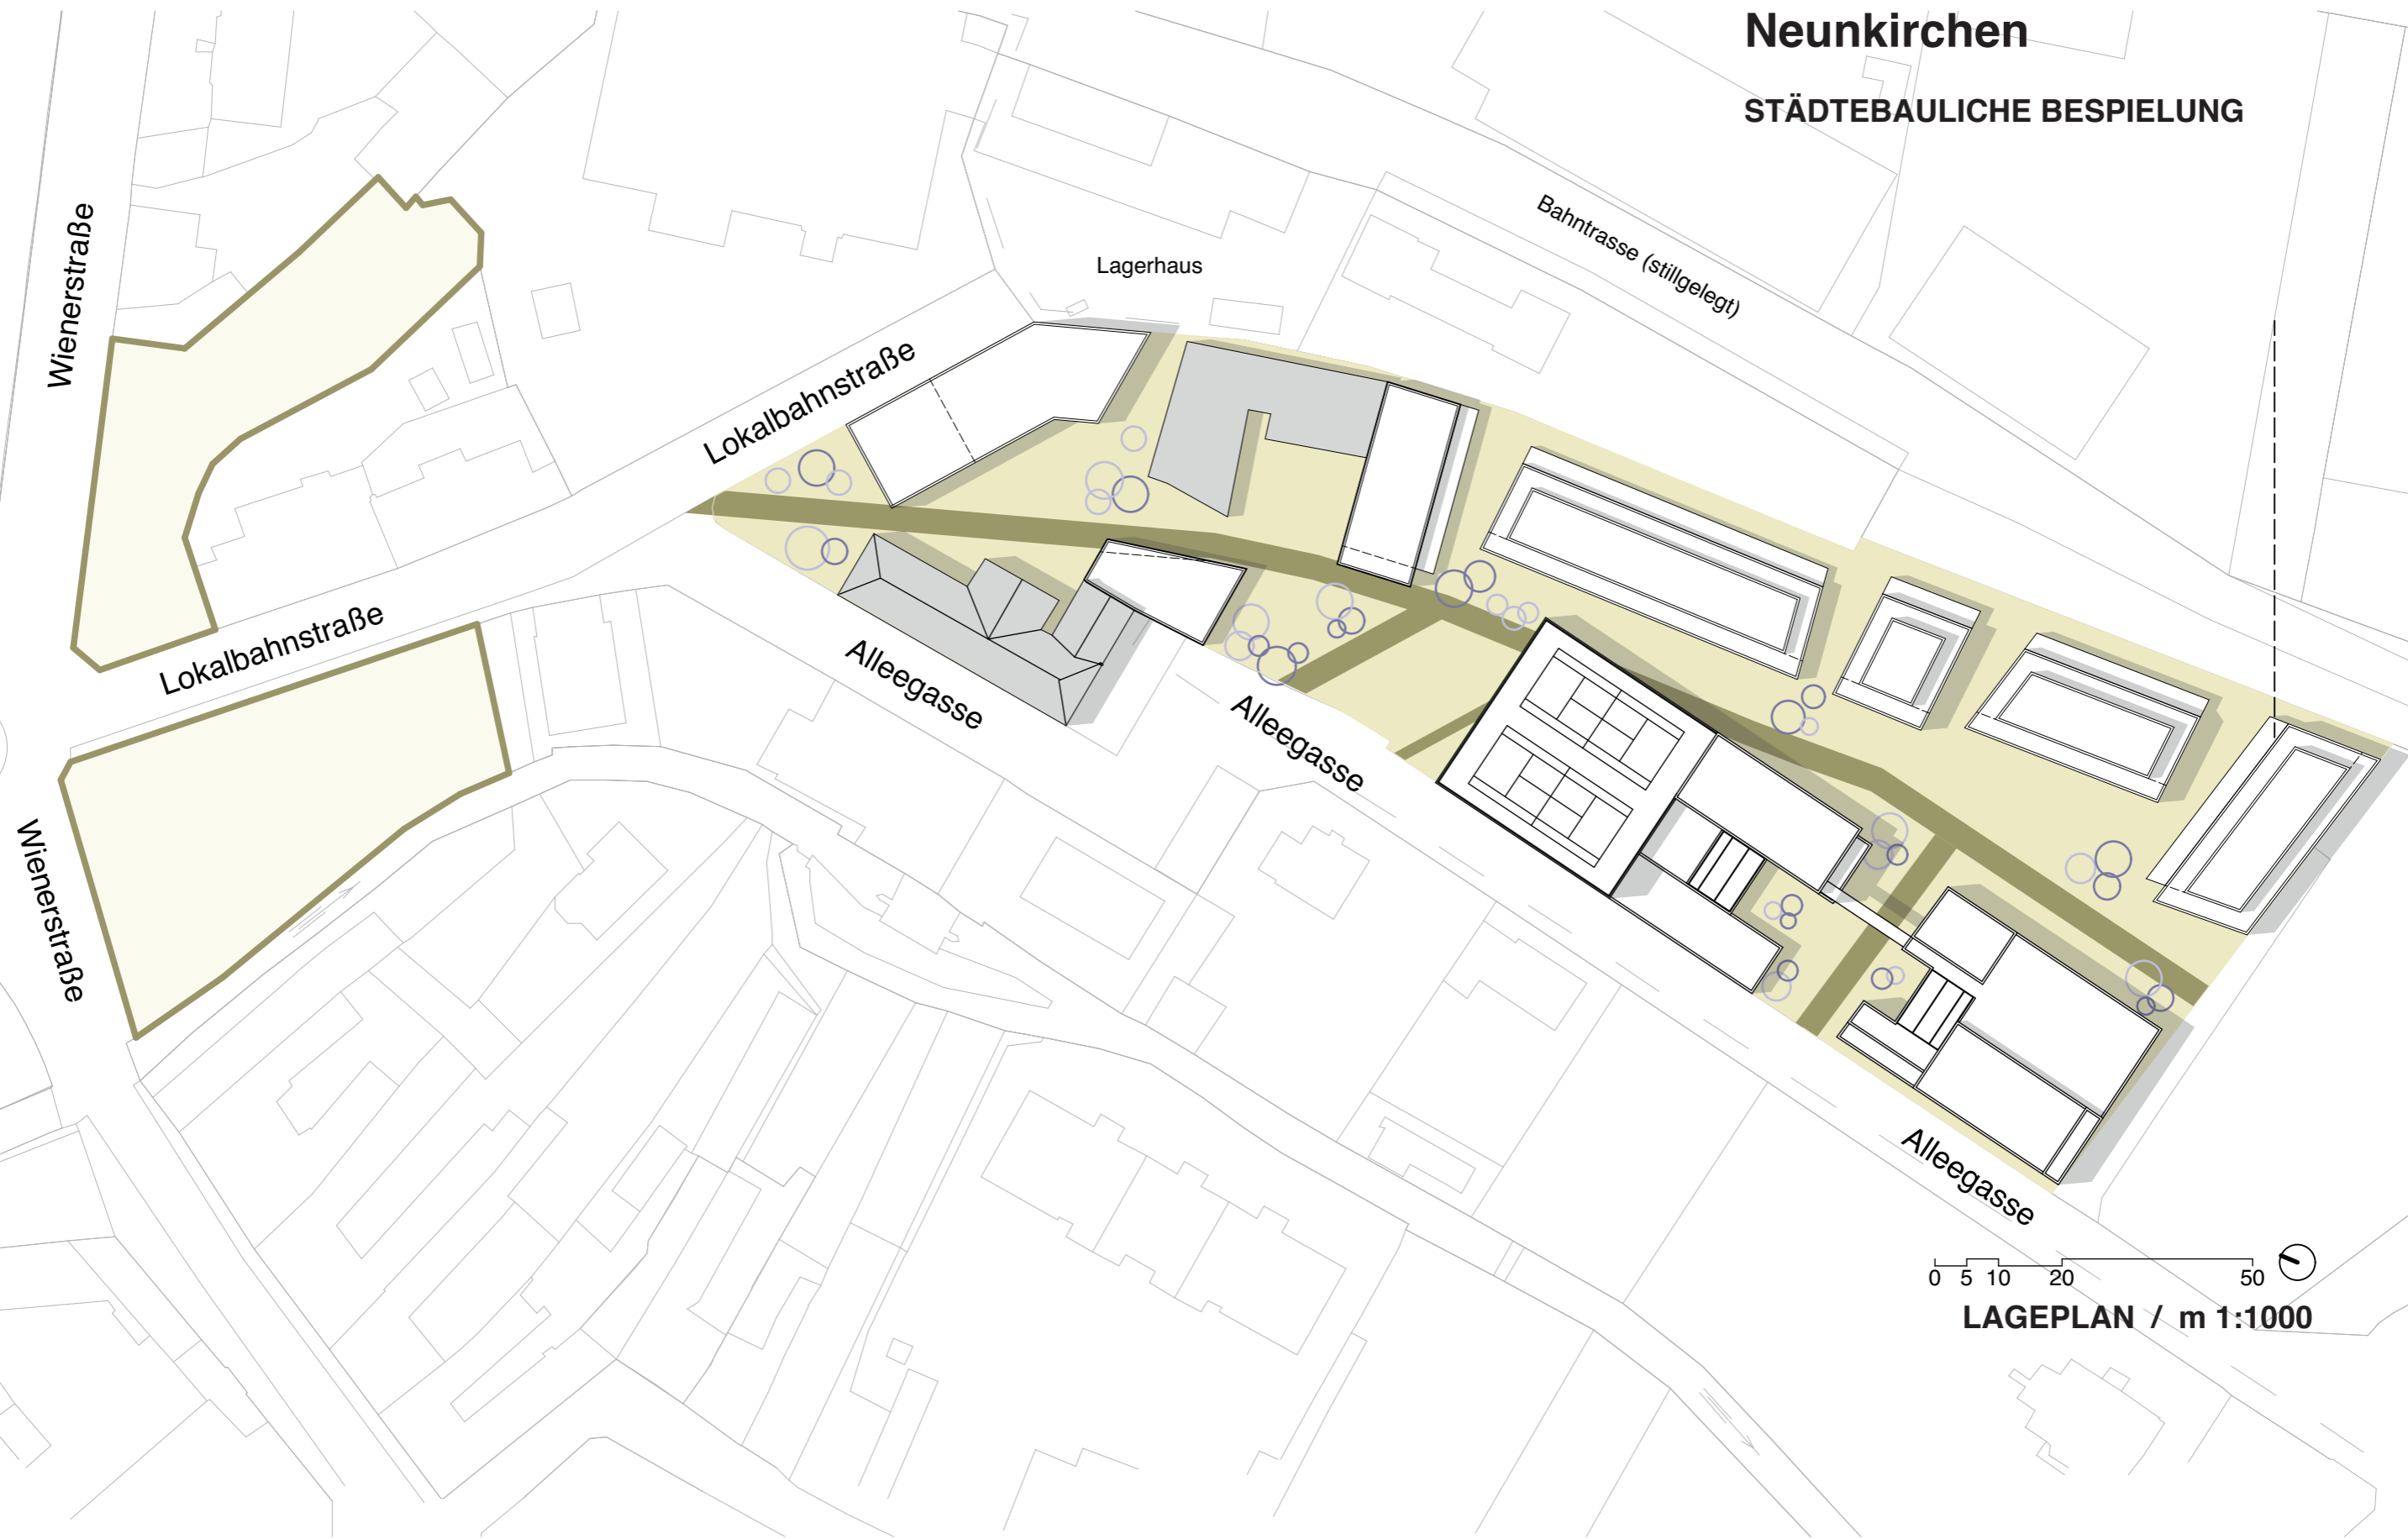 Neunkirchen
STÄDTEBAULICHE BESPIELUNG
Wienerstraße
Bahntrasse (stillgelegt)
Lagerhaus
Lokalbahnstraße
Lokalbahnstraße
Alleegasse
Alleegasse
Wienerstraße
Alleegasse
0 5 10 20 50
LAGEPLAN / m 1:1000